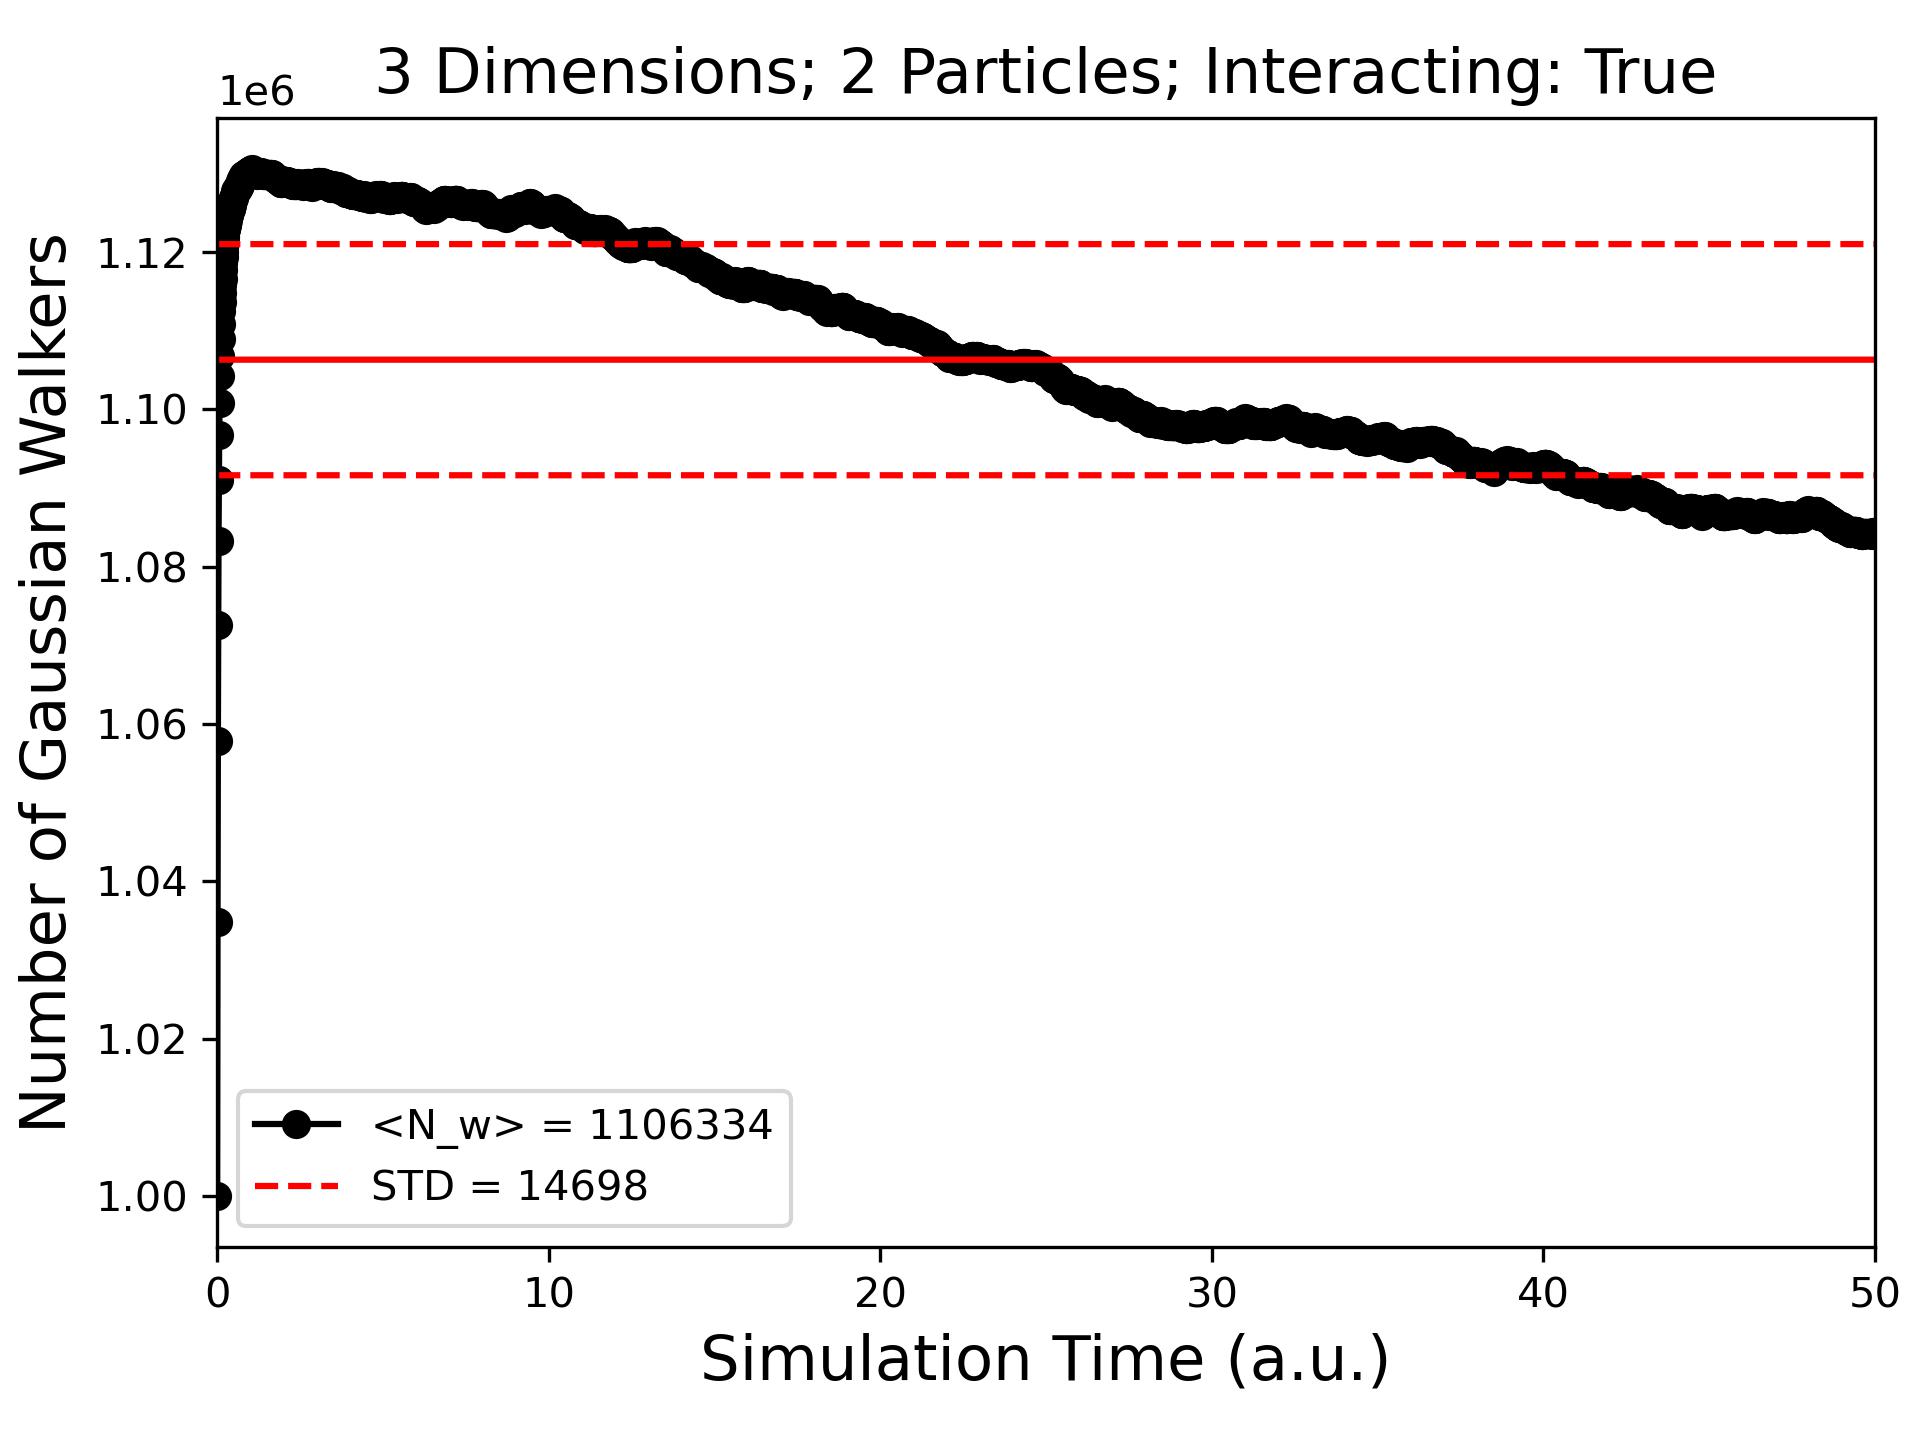 3 Dimensions; 2 Particles; Interacting: True
1e6
Number of Gaussian Walkers
1.12
1.10
1.08
1.06
1.04
1.02
1.00
<N_w> = 1106334
STD = 14698
0 10 20 30 40 50
Simulation Time (a.u.)